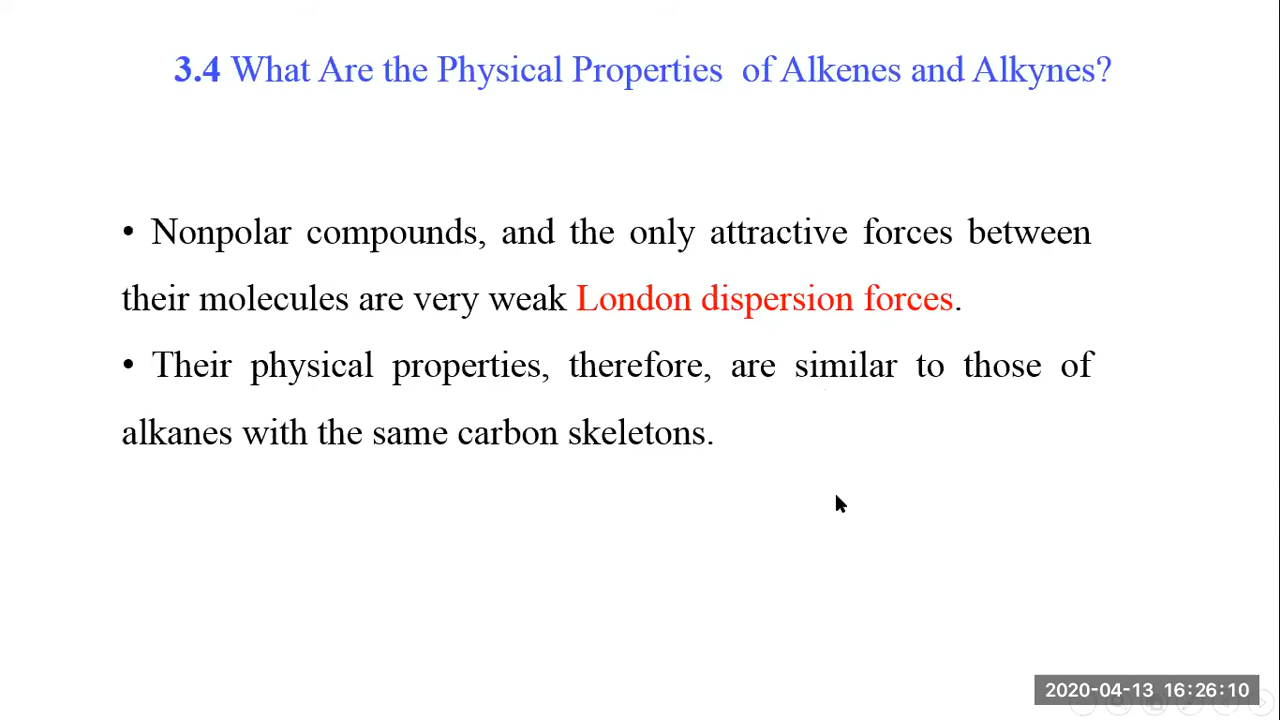 3.4 What Are the Physical Properties of Alkenes and Alkynes?
• Nonpolar compounds, and the only attractive forces between
their molecules are very weak London dispersion forces.
• Their physical properties, therefore, are similar to those of
alkanes with the same carbon skeletons.
2020-04-13 16:26:10